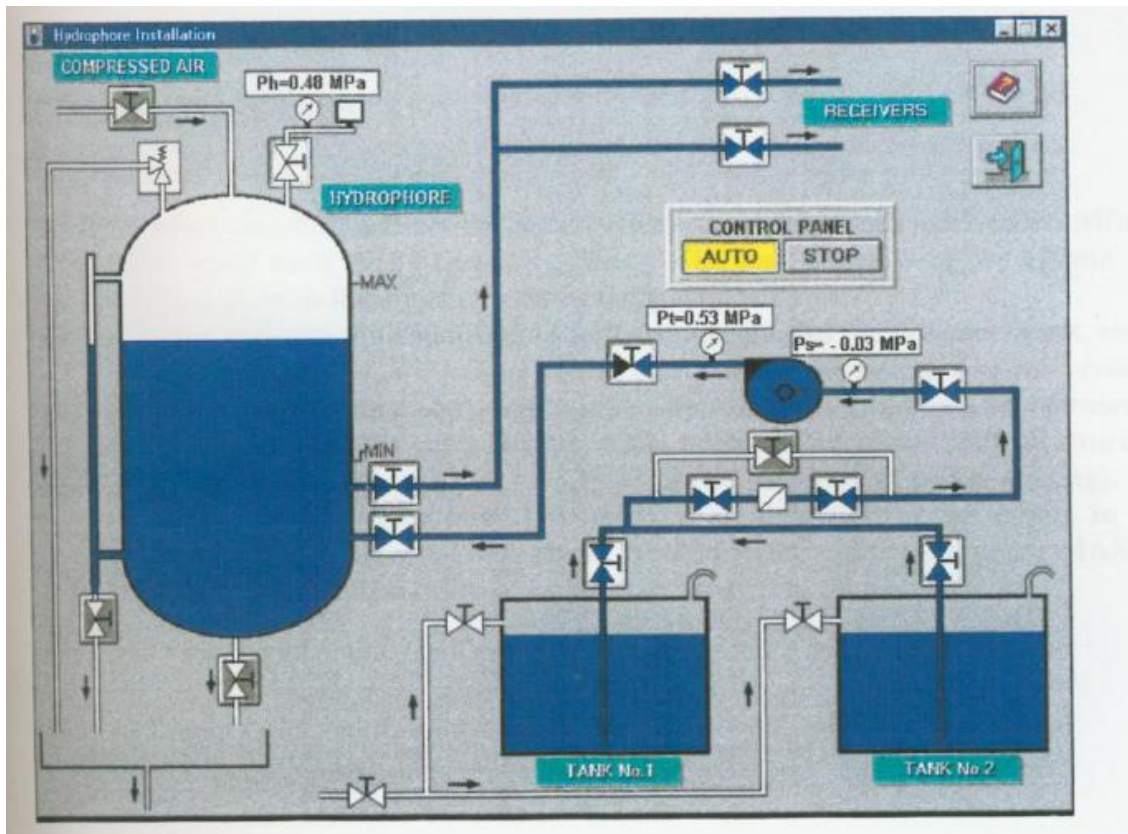 Hydrophore Installation
COMPRESSED AIR
Ph=0.48 MPa
RECEIVERS
HYDROPHORE
CONTROL PANEL
AUTO STOP
MAX
Pt=0.53 MPa
Ps= - 0.03 MPa
MIN
TANK No.1
TANK No.2